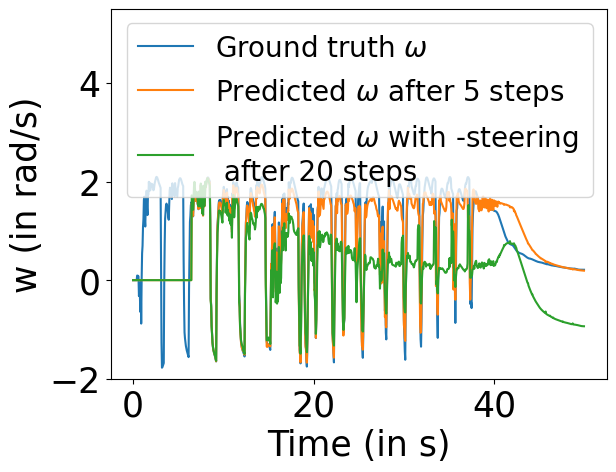 Ground truth ω
Predicted ω after 5 steps
Predicted ω with -steering
after 20 steps
w (in rad/s)
4
2
0
−2
0 20 40
Time (in s)